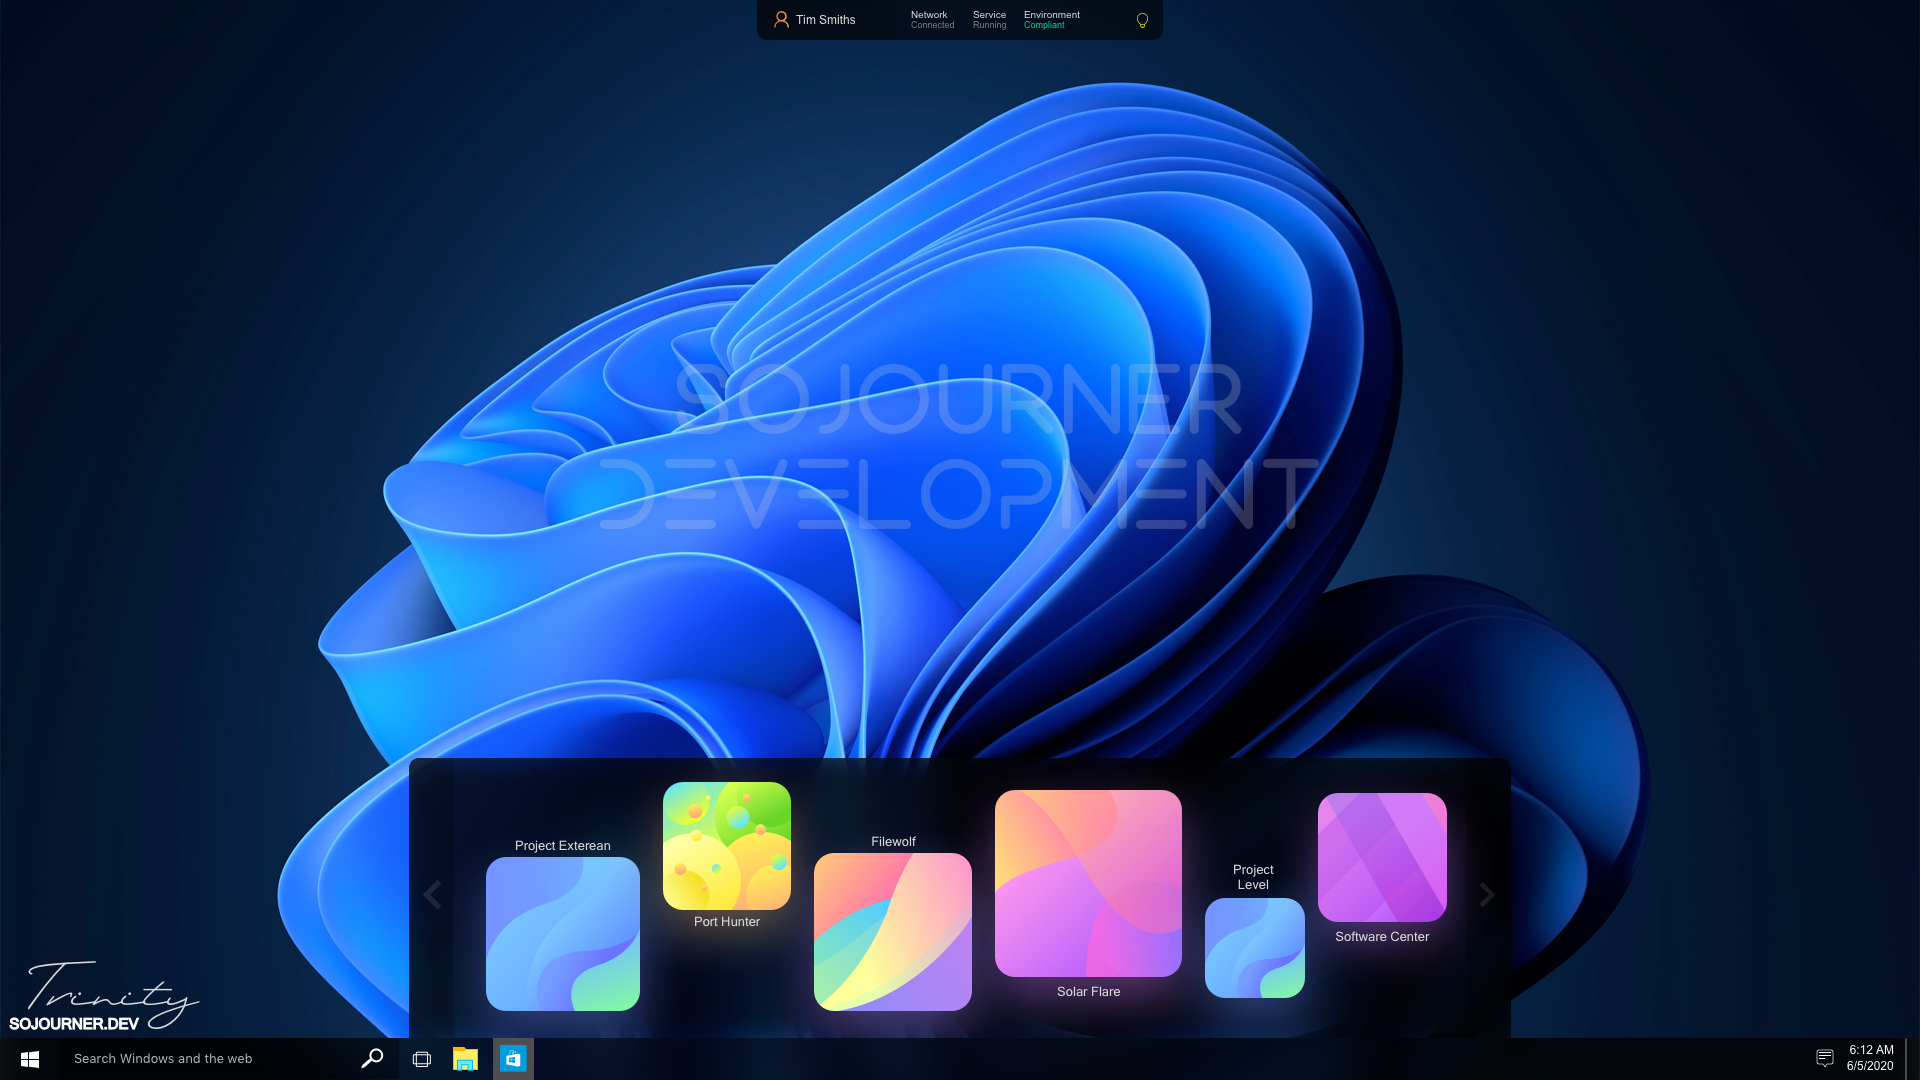 Tim Smiths
Network
Connected
Service
Running
Environment
Compliant
SOJOURNER
DEVELOPMENT
Project Exterean
Port Hunter
Filewolf
Solar Flare
Project
Level
Software Center
Trinity
SOJOURNER.DEV
Search Windows and the web
6:12 AM
6/5/2020